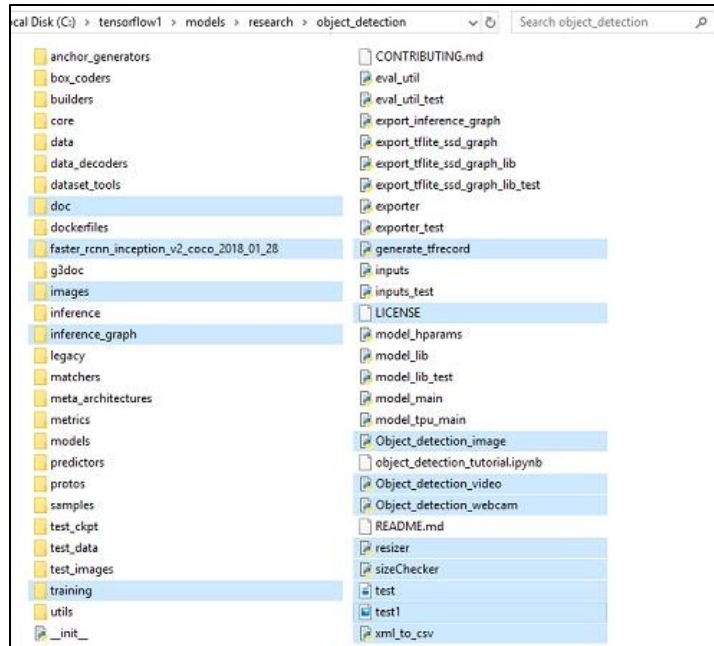 cal Disk (C:) › tensorflow1 › models › research › object_detection
Search object_detection
anchor_generators
box_coders
builders
core
data
data_decoders
dataset_tools
doc
dockerfiles
faster_rcnn_inception_v2_coco_2018_01_28
g3doc
images
inference
inference_graph
legacy
matchers
meta_architectures
metrics
models
predictors
protos
samples
test_ckpt
test_data
test_images
training
utils
__init__
CONTRIBUTING.md
eval_util
eval_util_test
export_inference_graph
export_tflite_ssd_graph
export_tflite_ssd_graph_lib
export_tflite_ssd_graph_lib_test
exporter
exporter_test
generate_tfrecord
inputs
inputs_test
LICENSE
model_hparams
model_lib
model_lib_test
model_main
model_tpu_main
Object_detection_image
object_detection_tutorial.ipynb
Object_detection_video
Object_detection_webcam
README.md
resizer
sizeChecker
test
test1
xml_to_csv